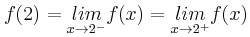 f(2) = lim_{x→2⁻} f(x) = lim_{x→2⁺} f(x)